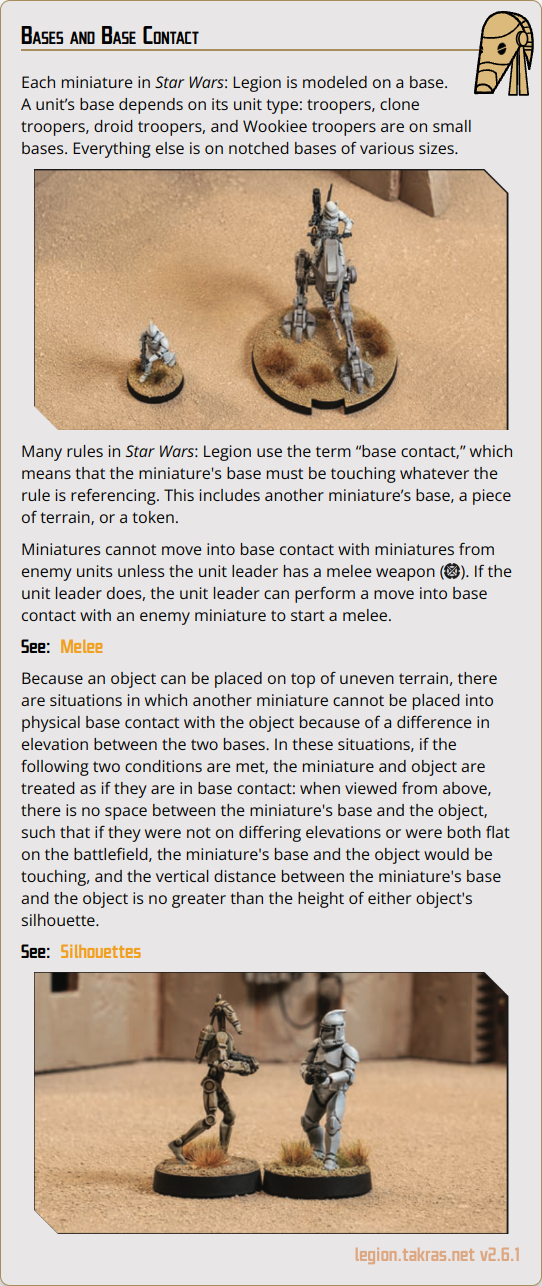 Bases and Base Contact
Each miniature in Star Wars: Legion is modeled on a base.
A unit's base depends on its unit type: troopers, clone
troopers, droid troopers, and Wookiee troopers are on small
bases. Everything else is on notched bases of various sizes.
Many rules in Star Wars: Legion use the term “base contact,” which
means that the miniature's base must be touching whatever the
rule is referencing. This includes another miniature’s base, a piece
of terrain, or a token.
Miniatures cannot move into base contact with miniatures from
enemy units unless the unit leader has a melee weapon (). If the
unit leader does, the unit leader can perform a move into base
contact with an enemy miniature to start a melee.
See: Melee
Because an object can be placed on top of uneven terrain, there
are situations in which another miniature cannot be placed into
physical base contact with the object because of a difference in
elevation between the two bases. In these situations, if the
following two conditions are met, the miniature and object are
treated as if they are in base contact: when viewed from above,
there is no space between the miniature's base and the object,
such that if they were not on differing elevations or were both flat
on the battlefield, the miniature's base and the object would be
touching, and the vertical distance between the miniature's base
and the object is no greater than the height of either object's
silhouette.
See: Silhouettes
legion.takras.net v2.6.1